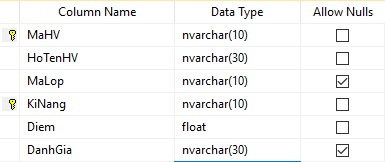 Column Name Data Type Allow Nulls
MaHV nvarchar(10)
HoTenHV nvarchar(30)
MaLop nvarchar(10)
KiNang nvarchar(10)
Diem float
DanhGia nvarchar(30)